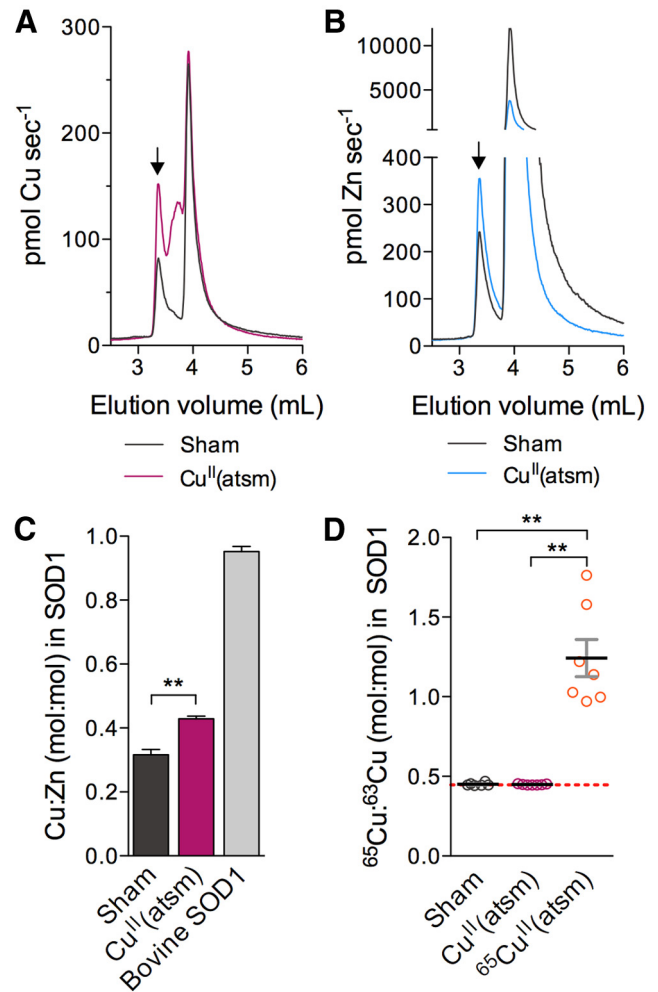 A
pmol Cu sec⁻¹
300
200
100
0
3
4
5
6
Elution volume (mL)
Sham
Cuᴵᴵ(atsm)
B
pmol Zn sec⁻¹
10000
5000
400
300
200
100
0
3
4
5
6
Elution volume (mL)
Sham
Cuᴵᴵ(atsm)
C
Cu:Zn (mol:mol) in SOD1
1.0
0.8
0.6
0.4
0.2
0.0
**
Sham
Cuᴵᴵ(atsm)
Bovine SOD1
D
⁶⁵Cu:⁶³Cu (mol:mol) in SOD1
2.0
1.5
1.0
0.5
0.0
**
**
Sham
Cuᴵᴵ(atsm)
⁶⁵Cuᴵᴵ(atsm)